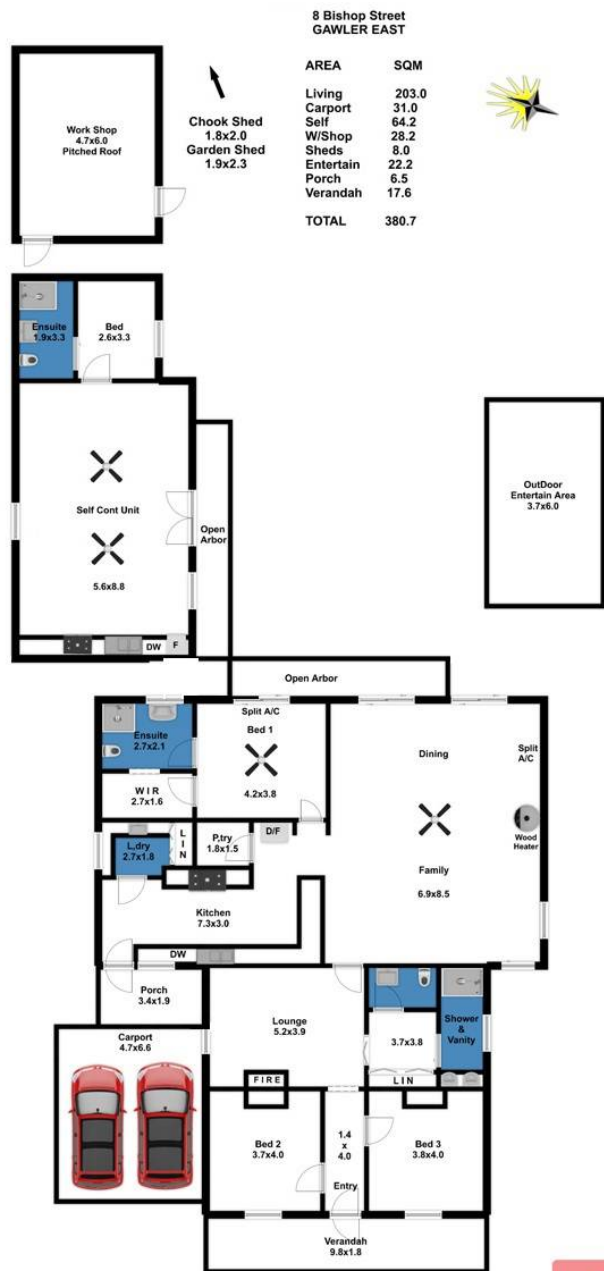 8 Bishop Street
GAWLER EAST
AREA SQM
Living 203.0
Carport 31.0
Self 64.2
W/Shop 28.2
Sheds 8.0
Entertain 22.2
Porch 6.5
Verandah 17.6
TOTAL 380.7
Chook Shed
1.8x2.0
Garden Shed
1.9x2.3
Work Shop
4.7x6.0
Pitched Roof
Ensuite
1.9x3.3
Bed
2.6x3.3
Self Cont Unit
5.6x8.8
Open
Arbor
DW
F
OutDoor
Entertain Area
3.7x6.0
Open Arbor
Ensuite
2.7x2.1
Split A/C
Bed 1
4.2x3.8
Dining
Split
A/C
W I R
2.7x1.6
Wood
Heater
L,dry
2.7x1.8
L
I
N
P,try
1.8x1.5
D/F
Family
6.9x8.5
Kitchen
7.3x3.0
DW
Porch
3.4x1.9
Lounge
5.2x3.9
3.7x3.8
Shower
&
Vanity
Carport
4.7x6.6
FIRE
LIN
Bed 2
3.7x4.0
1.4
x
4.0
Entry
Bed 3
3.8x4.0
Verandah
9.8x1.8